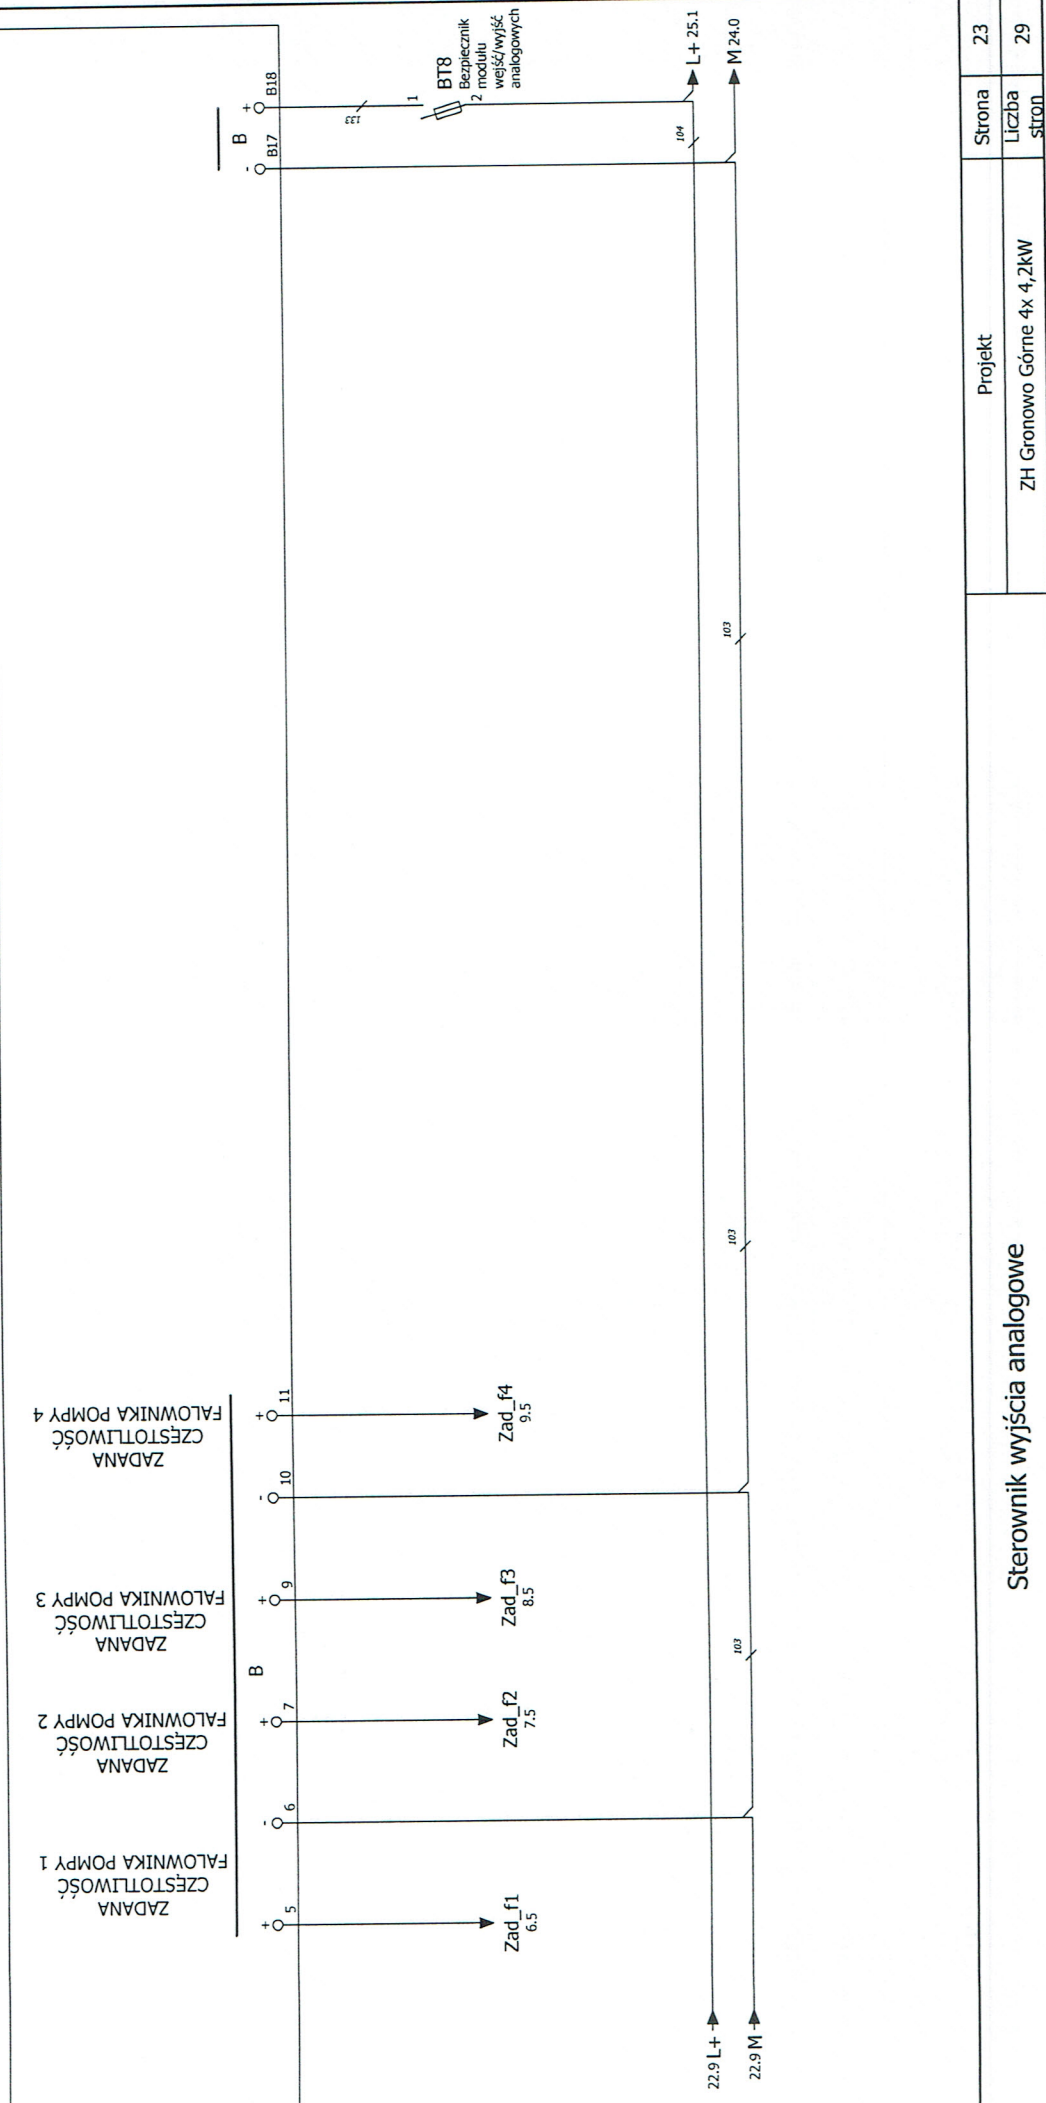 ZADANA
CZĘSTOTLIWOŚĆ
FALOWNIKA POMPY 1
ZADANA
CZĘSTOTLIWOŚĆ
FALOWNIKA POMPY 2
ZADANA
CZĘSTOTLIWOŚĆ
FALOWNIKA POMPY 3
ZADANA
CZĘSTOTLIWOŚĆ
FALOWNIKA POMPY 4
B
B
+ - + + - + - +
5 6 7 9 10 11 B17 B18
133
1
BT8
Bezpiecznik
modułu
wejść/wyjść
analogowych
2
Zad_f1
6.5
Zad_f2
7.5
Zad_f3
8.5
Zad_f4
9.5
22.9 L+
104
L+ 25.1
22.9 M
103
103
103
M 24.0
Sterownik wyjścia analogowe
Projekt
Strona
23
ZH Gronowo Górne 4x 4,2kW
Liczba
stron
29